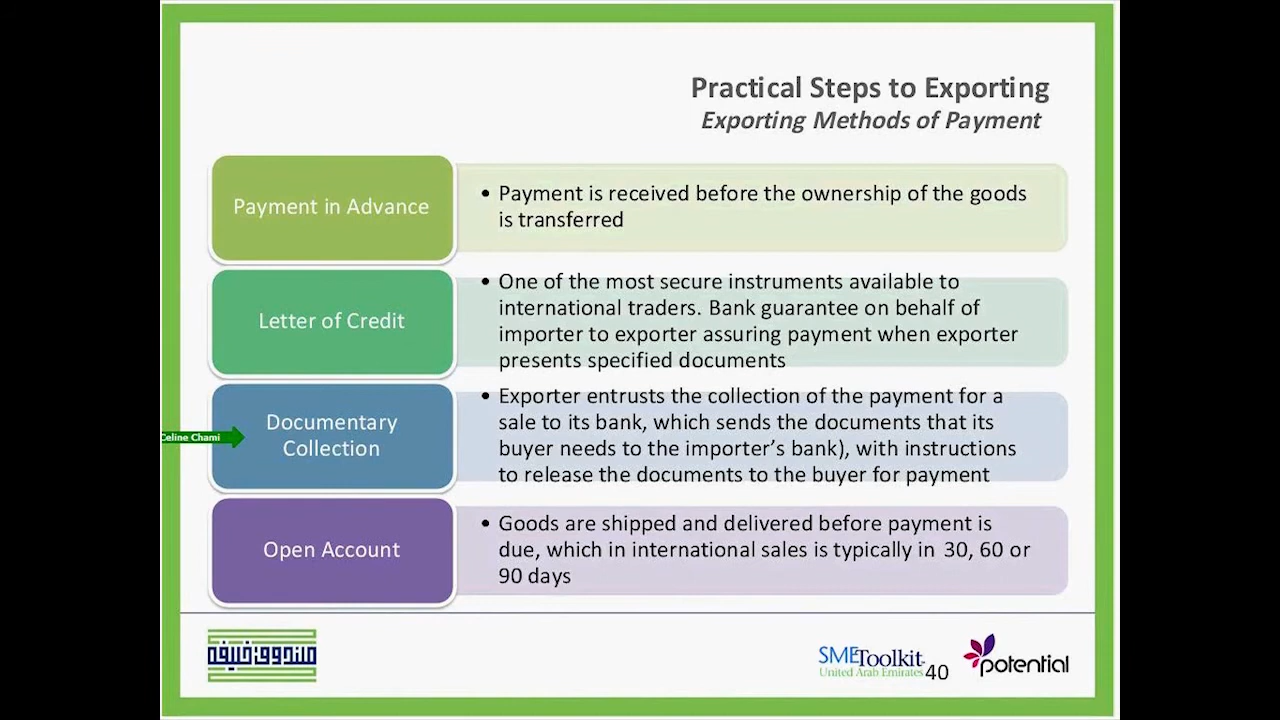 Practical Steps to Exporting
Exporting Methods of Payment
Payment in Advance
• Payment is received before the ownership of the goods
is transferred
Letter of Credit
• One of the most secure instruments available to
international traders. Bank guarantee on behalf of
importer to exporter assuring payment when exporter
presents specified documents
Celine Chami
Documentary
Collection
• Exporter entrusts the collection of the payment for a
sale to its bank, which sends the documents that its
buyer needs to the importer’s bank), with instructions
to release the documents to the buyer for payment
Open Account
• Goods are shipped and delivered before payment is
due, which in international sales is typically in 30, 60 or
90 days
صندوق خليفة
SMEToolkit
United Arab Emirates
40
potential